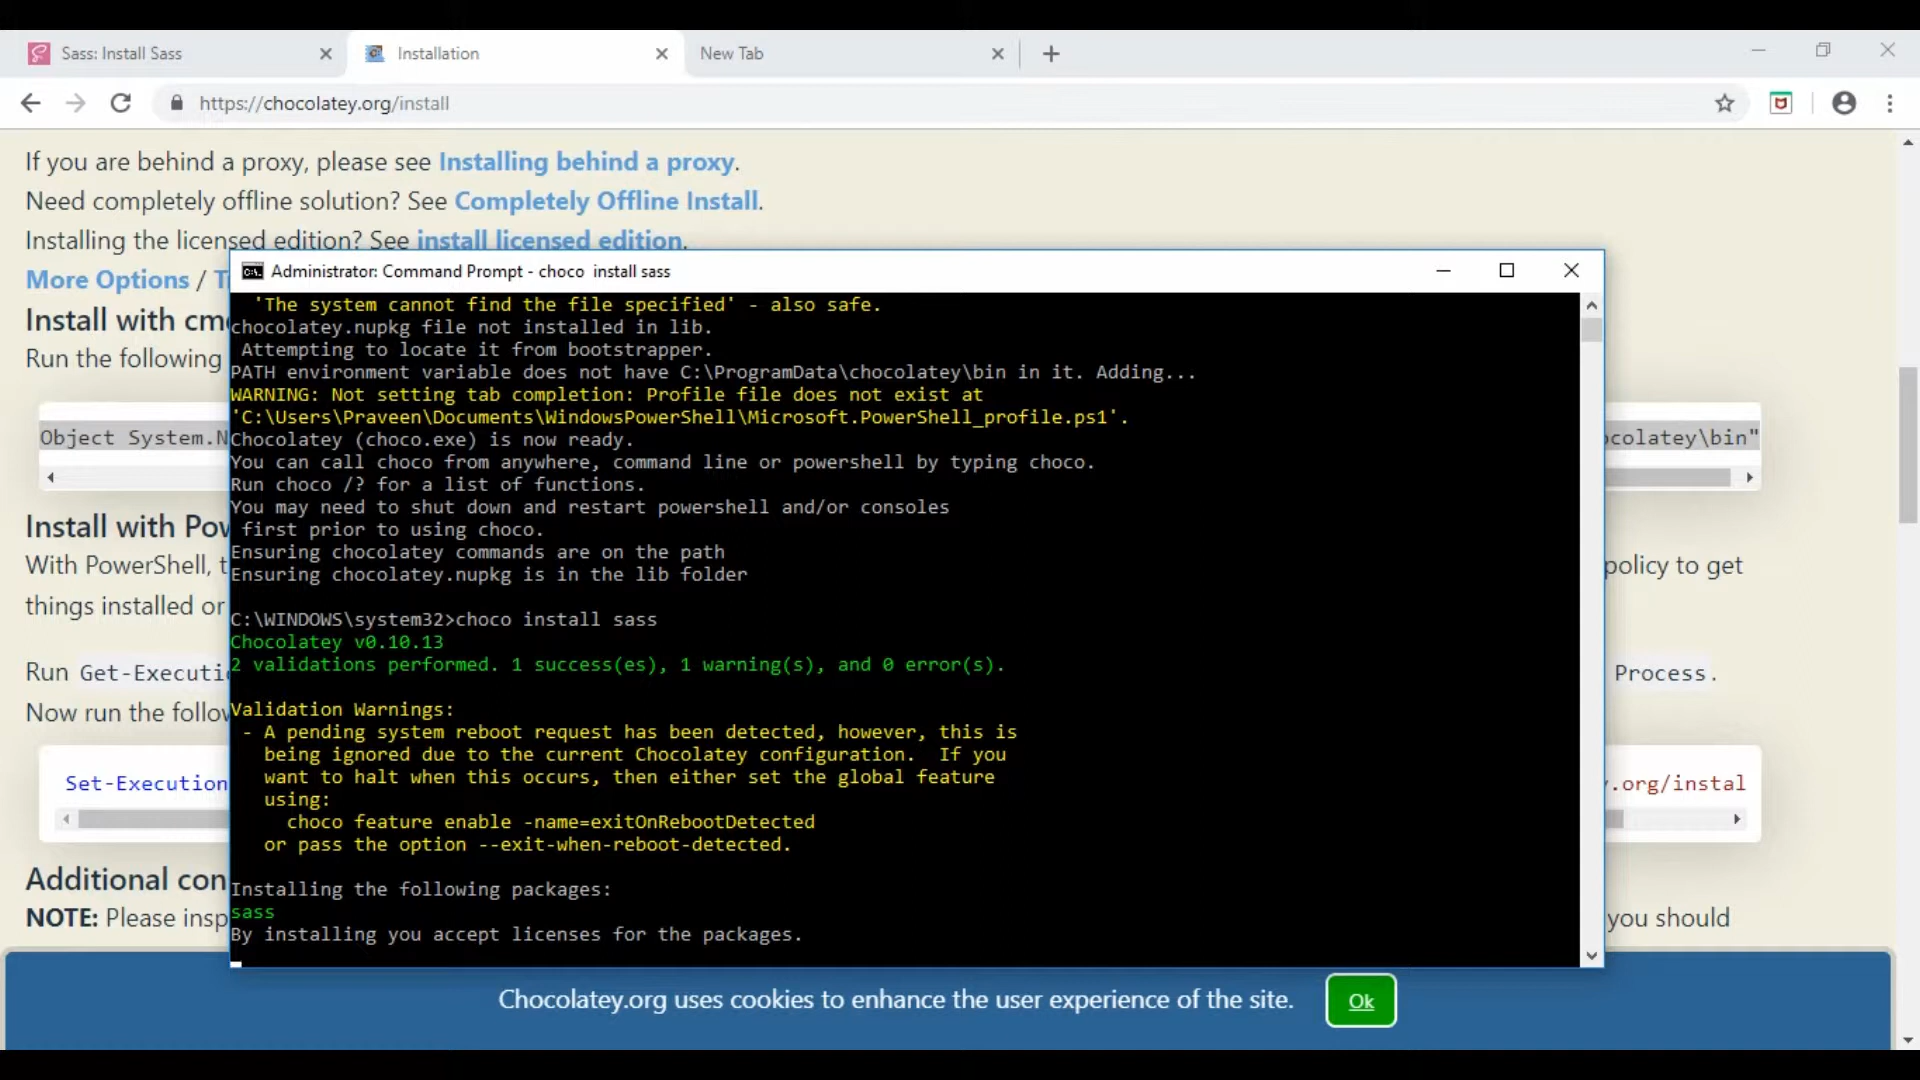 Sass: Install Sass
Installation
New Tab
https://chocolatey.org/install
If you are behind a proxy, please see Installing behind a proxy.
Need completely offline solution? See Completely Offline Install.
Installing the licensed edition? See install licensed edition.
More Options / T
Install with cm
Run the following
Object System.N
ocolatey\bin"
Install with Pow
With PowerShell, t
policy to get
things installed or
Run Get-Executi
Process.
Now run the follow
Set-Execution
.org/instal
Additional con
NOTE: Please insp
you should
Administrator: Command Prompt - choco  install sass
'The system cannot find the file specified' - also safe.
chocolatey.nupkg file not installed in lib.
Attempting to locate it from bootstrapper.
PATH environment variable does not have C:\ProgramData\chocolatey\bin in it. Adding...
WARNING: Not setting tab completion: Profile file does not exist at
'C:\Users\Praveen\Documents\WindowsPowerShell\Microsoft.PowerShell_profile.ps1'.
Chocolatey (choco.exe) is now ready.
You can call choco from anywhere, command line or powershell by typing choco.
Run choco /? for a list of functions.
You may need to shut down and restart powershell and/or consoles
first prior to using choco.
Ensuring chocolatey commands are on the path
Ensuring chocolatey.nupkg is in the lib folder
C:\WINDOWS\system32>choco install sass
Chocolatey v0.10.13
2 validations performed. 1 success(es), 1 warning(s), and 0 error(s).
Validation Warnings:
- A pending system reboot request has been detected, however, this is
being ignored due to the current Chocolatey configuration.  If you
want to halt when this occurs, then either set the global feature
using:
choco feature enable -name=exitOnRebootDetected
or pass the option --exit-when-reboot-detected.
Installing the following packages:
sass
By installing you accept licenses for the packages.
Chocolatey.org uses cookies to enhance the user experience of the site.
Ok